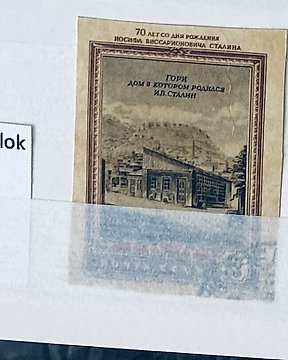 70 ЛЕТ СО ДНЯ РОЖДЕНИЯ
ИОСИФА ВИССАРИОНОВИЧА СТАЛИНА
ГОРИ
ДОМ В КОТОРОМ РОДИЛСЯ
И.В. СТАЛИН
lok